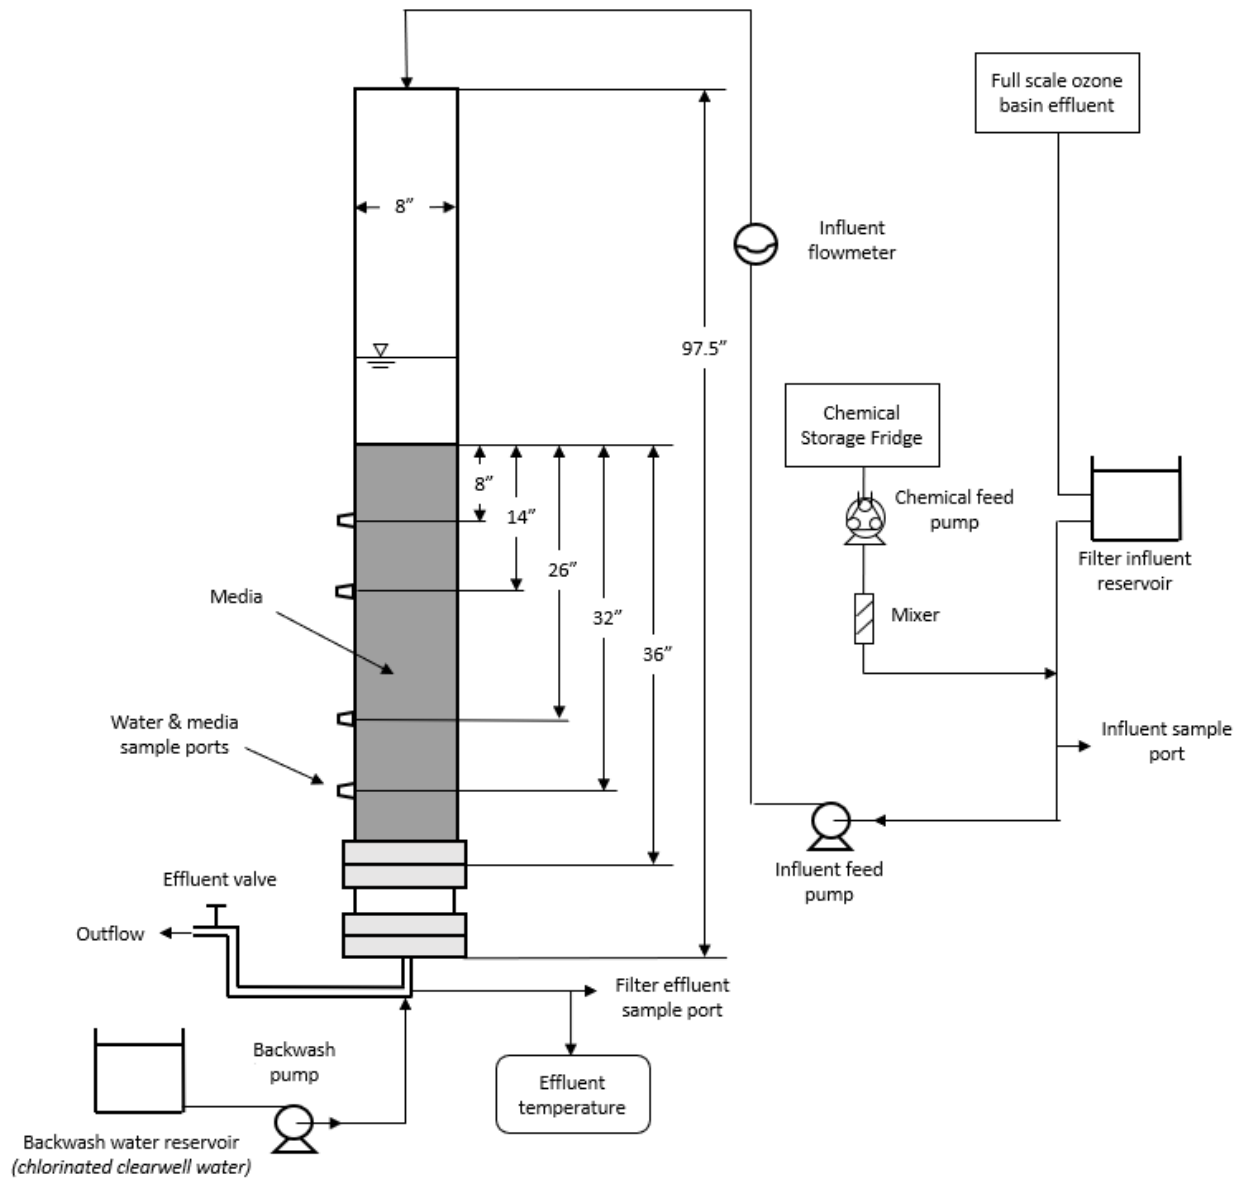 Full scale ozone
basin effluent
8”
Influent
flowmeter
97.5”
Chemical
Storage Fridge
8”
Chemical feed
pump
14”
Filter influent
reservoir
26”
Media
32”
Mixer
36”
Water & media
sample ports
Influent sample
port
Influent feed
pump
Effluent valve
Outflow
Filter effluent
sample port
Backwash
pump
Effluent
temperature
Backwash water reservoir
(chlorinated clearwell water)